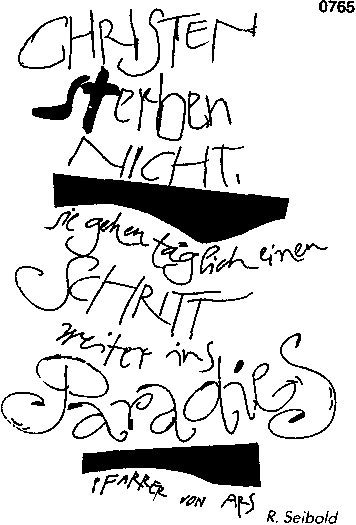 0765
CHRISTEN
sterben
NICHT.
sie gehen täglich einen
SCHRITT
weiter ins
ParadieS
PFARRER VON ARS
R. Seibold